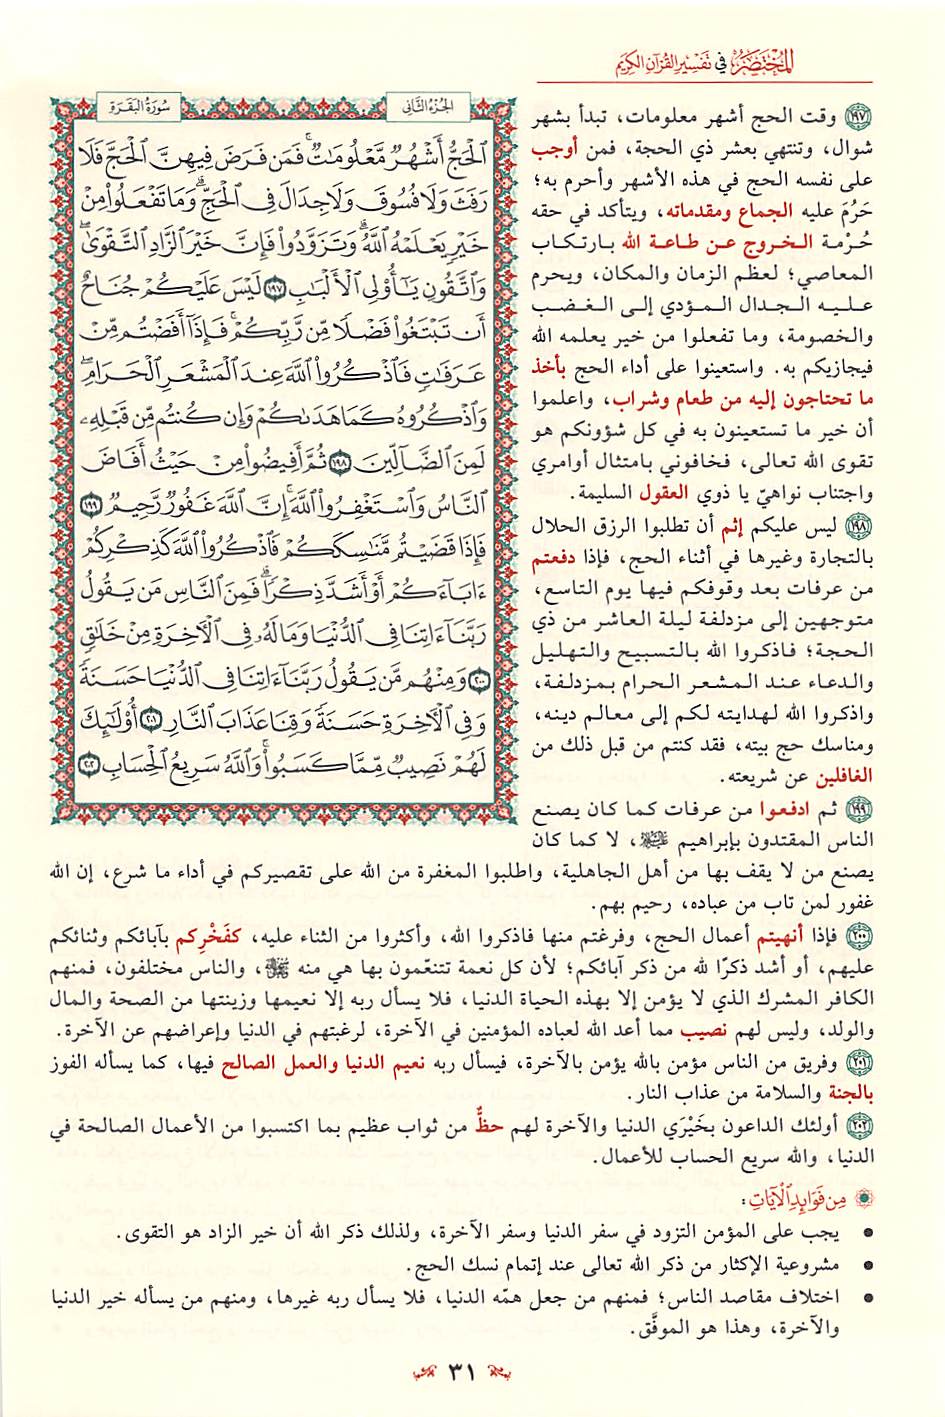 المختصر في تفسير القرآن الكريم
الجزء الثاني
سورة البقرة
ٱلۡحَجُّ أَشۡهُرٞ مَّعۡلُومَٰتٞۚ فَمَن فَرَضَ فِيهِنَّ ٱلۡحَجَّ فَلَا
رَفَثَ وَلَا فُسُوقَ وَلَا جِدَالَ فِي ٱلۡحَجِّۗ وَمَا تَفۡعَلُواْ مِنۡ
خَيۡرٖ يَعۡلَمۡهُ ٱللَّهُۗ وَتَزَوَّدُواْ فَإِنَّ خَيۡرَ ٱلزَّادِ ٱلتَّقۡوَىٰۖ
وَٱتَّقُونِ يَٰٓأُوْلِي ٱلۡأَلۡبَٰبِ ١٩٧ لَيۡسَ عَلَيۡكُمۡ جُنَاحٌ
أَن تَبۡتَغُواْ فَضۡلٗا مِّن رَّبِّكُمۡۚ فَإِذَآ أَفَضۡتُم مِّنۡ
عَرَفَٰتٖ فَٱذۡكُرُواْ ٱللَّهَ عِندَ ٱلۡمَشۡعَرِ ٱلۡحَرَامِۖ
وَٱذۡكُرُوهُ كَمَا هَدَىٰكُمۡ وَإِن كُنتُم مِّن قَبۡلِهِۦ
لَمِنَ ٱلضَّآلِّينَ ١٩٨ ثُمَّ أَفِيضُواْ مِنۡ حَيۡثُ أَفَاضَ
ٱلنَّاسُ وَٱسۡتَغۡفِرُواْ ٱللَّهَۚ إِنَّ ٱللَّهَ غَفُورٞ رَّحِيمٞ ١٩٩
فَإِذَا قَضَيۡتُم مَّنَٰسِكَكُمۡ فَٱذۡكُرُواْ ٱللَّهَ كَذِكۡرِكُمۡ
ءَابَآءَكُمۡ أَوۡ أَشَدَّ ذِكۡرٗاۗ فَمِنَ ٱلنَّاسِ مَن يَقُولُ
رَبَّنَآ ءَاتِنَا فِي ٱلدُّنۡيَا وَمَا لَهُۥ فِي ٱلۡأٓخِرَةِ مِنۡ خَلَٰقٖ
٢٠٠ وَمِنۡهُم مَّن يَقُولُ رَبَّنَآ ءَاتِنَا فِي ٱلدُّنۡيَا حَسَنَةٗ
وَفِي ٱلۡأٓخِرَةِ حَسَنَةٗ وَقِنَا عَذَابَ ٱلنَّارِ ٢٠١ أُوْلَٰٓئِكَ
لَهُمۡ نَصِيبٞ مِّمَّا كَسَبُواْۚ وَٱللَّهُ سَرِيعُ ٱلۡحِسَابِ ٢٠٢
١٩٧ وقت الحج أشهر معلومات، تبدأ بشهر
شوال، وتنتهي بعشر ذي الحجة، فمن أوجب
على نفسه الحج في هذه الأشهر وأحرم به؛
حَرُمَ عليه الجماع ومقدماته، ويتأكد في حقه
حُرْمة الخروج عن طاعة الله بارتكاب
المعاصي؛ لعظم الزمان والمكان، ويحرم
عليه الجدال المؤدي إلى الغضب
والخصومة، وما تفعلوا من خير يعلمه الله
فيجازيكم به. واستعينوا على أداء الحج بأخذ
ما تحتاجون إليه من طعام وشراب، واعلموا
أن خير ما تستعينون به في كل شؤونكم هو
تقوى الله تعالى، فخافوني بامتثال أوامري
واجتناب نواهيّ يا ذوي العقول السليمة.
١٩٨ ليس عليكم إثم أن تطلبوا الرزق الحلال
بالتجارة وغيرها في أثناء الحج، فإذا دفعتم
من عرفات بعد وقوفكم فيها يوم التاسع،
متوجهين إلى مزدلفة ليلة العاشر من ذي
الحجة؛ فاذكروا الله بالتسبيح والتهليل
والدعاء عند المشعر الحرام بمزدلفة،
واذكروا الله لهدايته لكم إلى معالم دينه،
ومناسك حج بيته، فقد كنتم من قبل ذلك من
الغافلين عن شريعته.
١٩٩ ثم ادفعوا من عرفات كما كان يصنع
الناس المقتدون بإبراهيم ، لا كما كان
يصنع من لا يقف بها من أهل الجاهلية، واطلبوا المغفرة من الله على تقصيركم في أداء ما شرع، إن الله
غفور لمن تاب من عباده، رحيم بهم.
٢٠٠ فإذا أنهيتم أعمال الحج، وفرغتم منها فاذكروا الله، وأكثروا من الثناء عليه، كفَخْرِكم بآبائكم وثنائكم
عليهم، أو أشد ذكرًا لله من ذكر آبائكم؛ لأن كل نعمة تتنعّمون بها هي منه ، والناس مختلفون، فمنهم
الكافر المشرك الذي لا يؤمن إلا بهذه الحياة الدنيا، فلا يسأل ربه إلا نعيمها وزينتها من الصحة والمال
والولد، وليس لهم نصيب مما أعد الله لعباده المؤمنين في الآخرة، لرغبتهم في الدنيا وإعراضهم عن الآخرة.
٢٠١ وفريق من الناس مؤمن بالله يؤمن بالآخرة، فيسأل ربه نعيم الدنيا والعمل الصالح فيها، كما يسأله الفوز
بالجنة والسلامة من عذاب النار.
٢٠٢ أولئك الداعون بخَيْرَي الدنيا والآخرة لهم حظٌّ من ثواب عظيم بما اكتسبوا من الأعمال الصالحة في
الدنيا، والله سريع الحساب للأعمال.
من فوائد الآيات:
• يجب على المؤمن التزود في سفر الدنيا وسفر الآخرة، ولذلك ذكر الله أن خير الزاد هو التقوى.
• مشروعية الإكثار من ذكر الله تعالى عند إتمام نسك الحج.
• اختلاف مقاصد الناس؛ فمنهم من جعل همّه الدنيا، فلا يسأل ربه غيرها، ومنهم من يسأله خير الدنيا
والآخرة، وهذا هو الموفَّق.
٣١